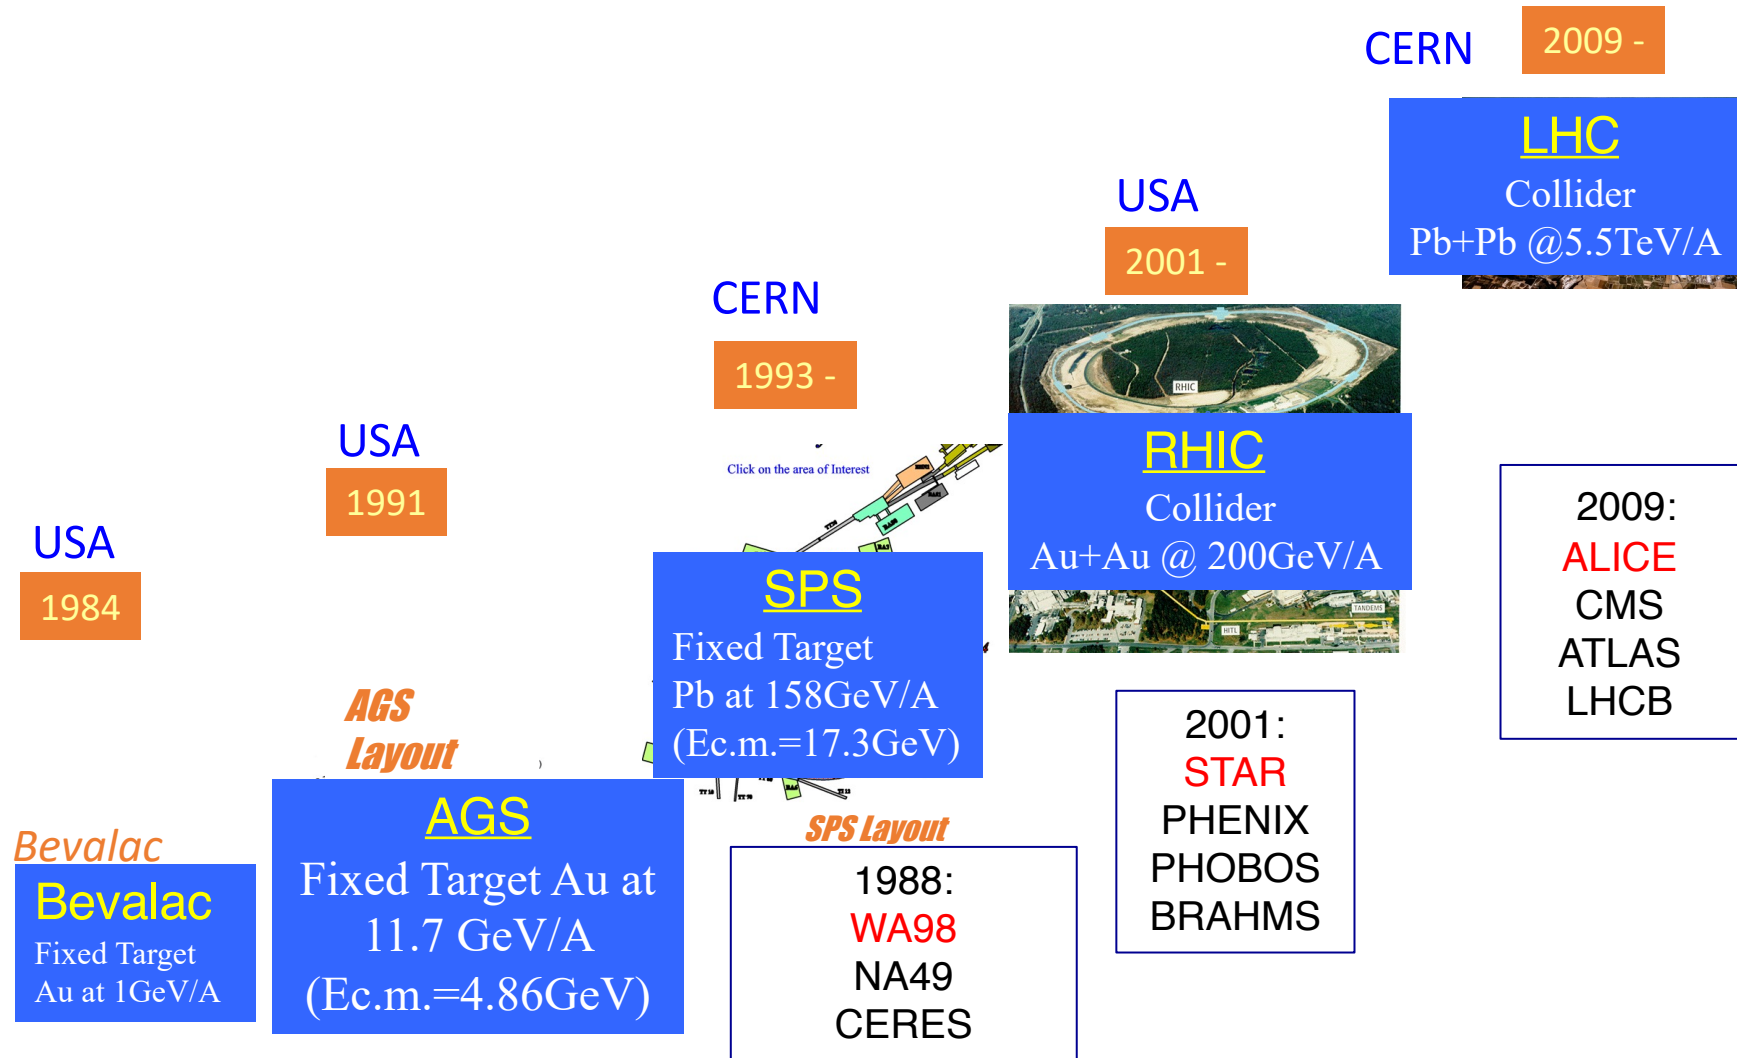 CERN
2009 -
LHC
Collider
Pb+Pb @5.5TeV/A
USA
2001 -
RHIC
RHIC
Collider
Au+Au @ 200GeV/A
TANDEMS
HITL
CERN
1993 -
Click on the area of Interest
SPS
Fixed Target
Pb at 158GeV/A
(Ec.m.=17.3GeV)
SPS Layout
USA
1991
AGS
Layout
AGS
Fixed Target Au at
11.7 GeV/A
(Ec.m.=4.86GeV)
USA
1984
Bevalac
Bevalac
Fixed Target
Au at 1GeV/A
1988:
WA98
NA49
CERES
2001:
STAR
PHENIX
PHOBOS
BRAHMS
2009:
ALICE
CMS
ATLAS
LHCB